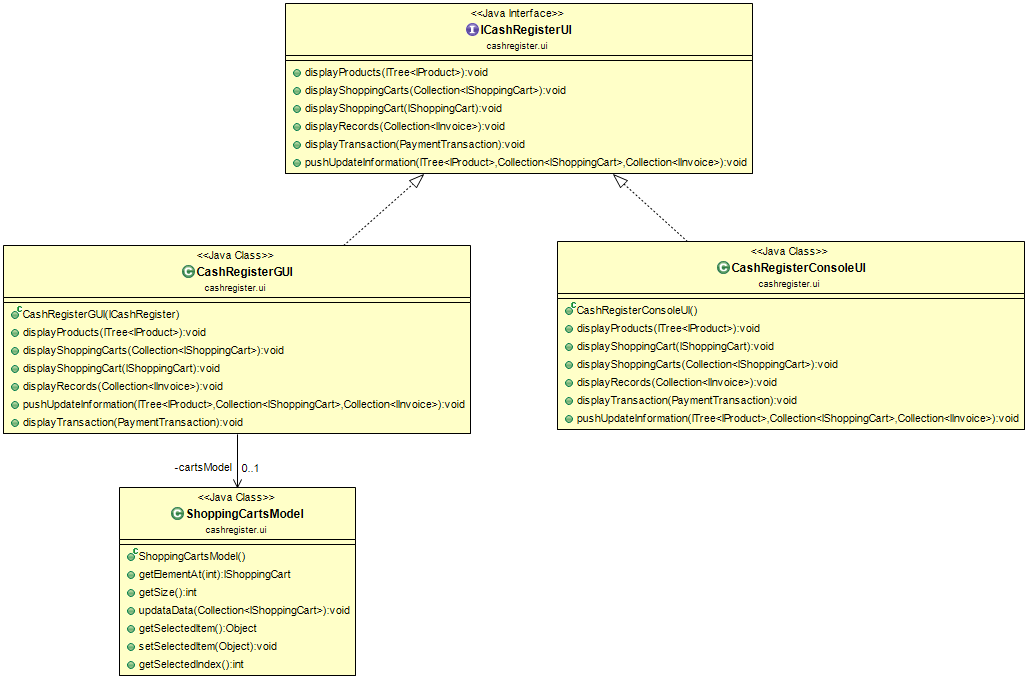 <<Java Interface>>
ICashRegisterUI
cashregister.ui
displayProducts(ITree<IProduct>):void
displayShoppingCarts(Collection<IShoppingCart>):void
displayShoppingCart(IShoppingCart):void
displayRecords(Collection<IInvoice>):void
displayTransaction(PaymentTransaction):void
pushUpdateInformation(ITree<IProduct>,Collection<IShoppingCart>,Collection<IInvoice>):void
<<Java Class>>
CashRegisterGUI
cashregister.ui
CashRegisterGUI(ICashRegister)
displayProducts(ITree<IProduct>):void
displayShoppingCarts(Collection<IShoppingCart>):void
displayShoppingCart(IShoppingCart):void
displayRecords(Collection<IInvoice>):void
pushUpdateInformation(ITree<IProduct>,Collection<IShoppingCart>,Collection<IInvoice>):void
displayTransaction(PaymentTransaction):void
<<Java Class>>
CashRegisterConsoleUI
cashregister.ui
CashRegisterConsoleUI()
displayProducts(ITree<IProduct>):void
displayShoppingCart(IShoppingCart):void
displayShoppingCarts(Collection<IShoppingCart>):void
displayRecords(Collection<IInvoice>):void
displayTransaction(PaymentTransaction):void
pushUpdateInformation(ITree<IProduct>,Collection<IShoppingCart>,Collection<IInvoice>):void
-cartsModel 0..1
<<Java Class>>
ShoppingCartsModel
cashregister.ui
ShoppingCartsModel()
getElementAt(int):IShoppingCart
getSize():int
updataData(Collection<IShoppingCart>):void
getSelectedItem():Object
setSelectedItem(Object):void
getSelectedIndex():int